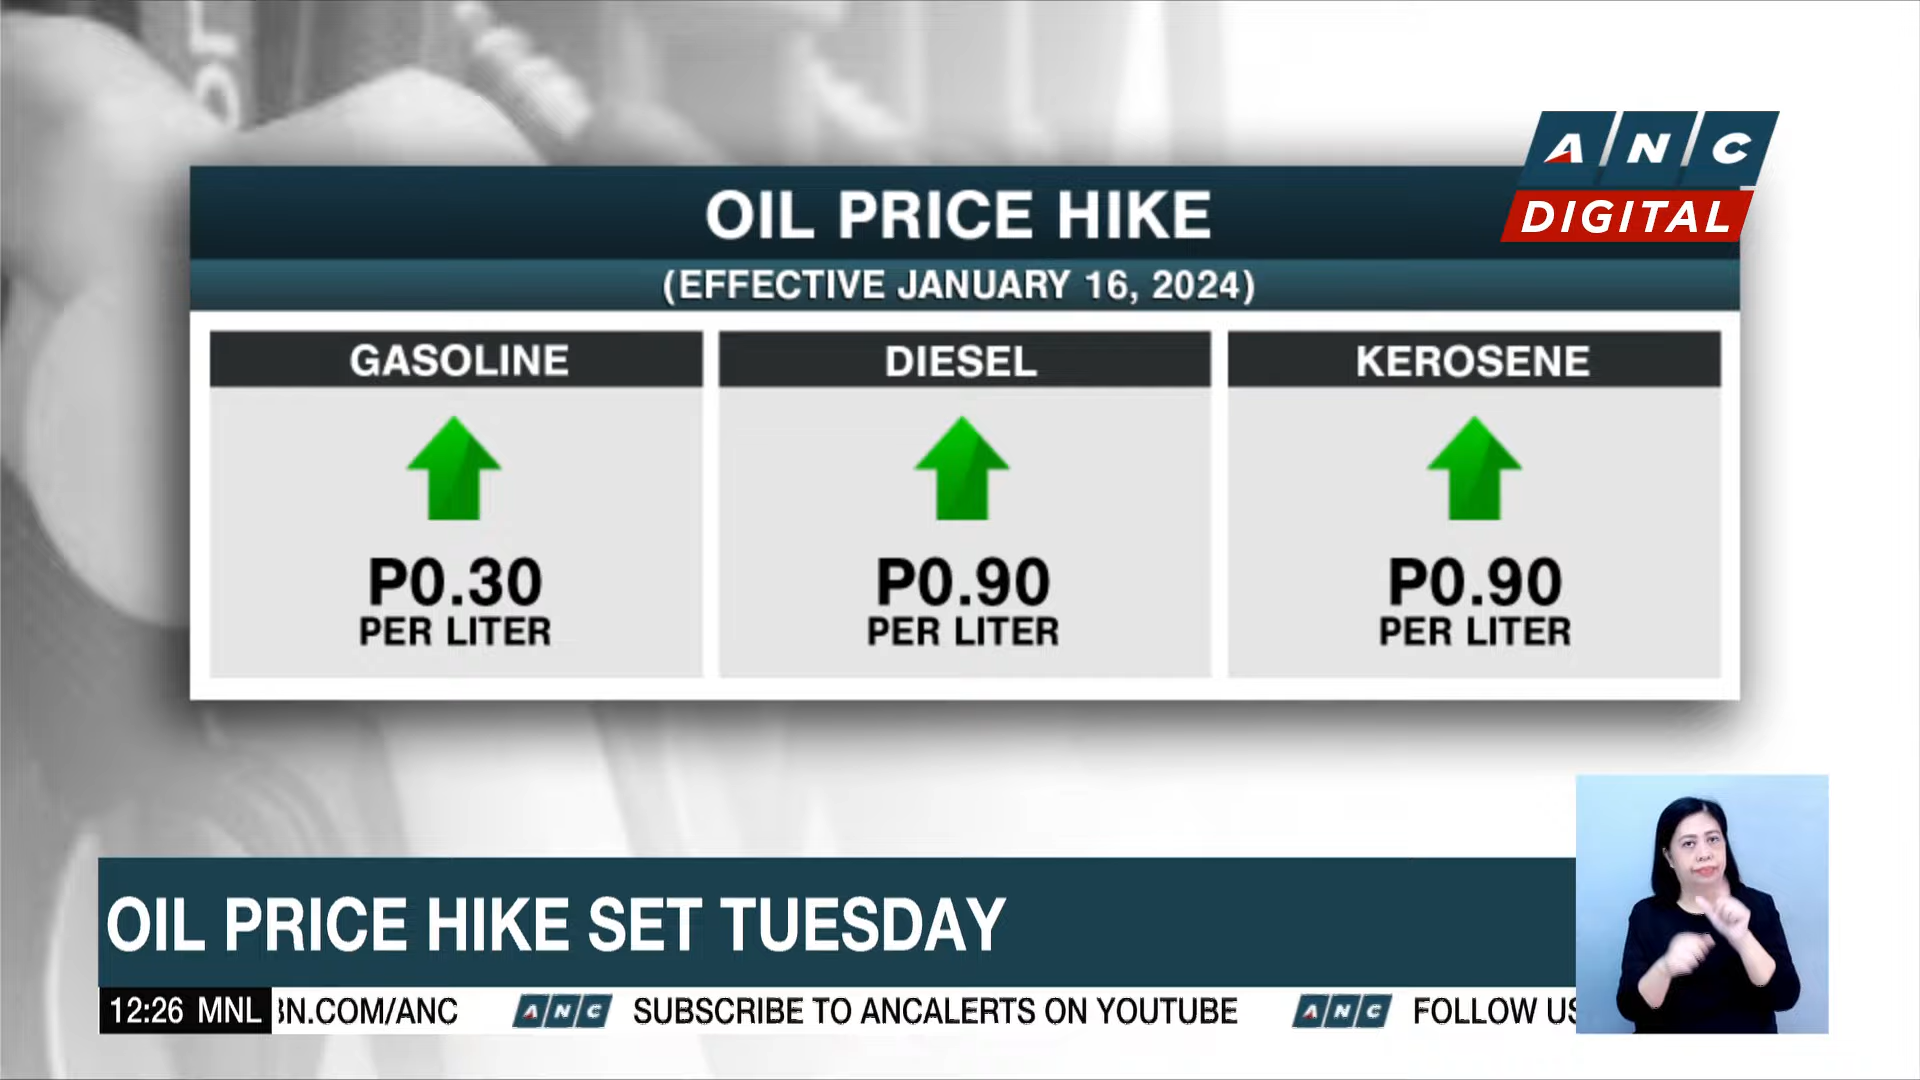 ANC
DIGITAL
OIL PRICE HIKE
(EFFECTIVE JANUARY 16, 2024)
GASOLINE
P0.30
PER LITER
DIESEL
P0.90
PER LITER
KEROSENE
P0.90
PER LITER
OIL PRICE HIKE SET TUESDAY
12:26 MNL BN.COM/ANC ANC SUBSCRIBE TO ANCALERTS ON YOUTUBE ANC FOLLOW US